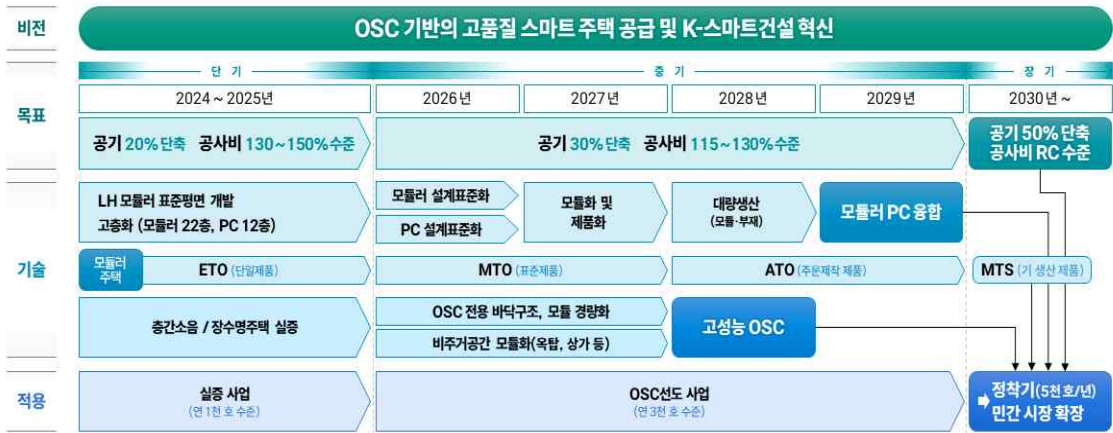 비전
OSC 기반의 고품질 스마트 주택 공급 및 K-스마트건설 혁신
목표
단 기
중 기
장 기
2024 ~ 2025년
2026년
2027년
2028년
2029년
2030년 ~
공기 20% 단축 공사비 130~150% 수준
공기 30% 단축 공사비 115~130% 수준
공기 50% 단축
공사비 RC 수준
기술
LH 모듈러 표준평면 개발
고층화 (모듈러 22층, PC 12층)
모듈러 설계표준화
PC 설계표준화
모듈화 및
제품화
대량생산
(모듈·부재)
모듈러 PC 융합
모듈러
주택
ETO (단일제품)
MTO (표준제품)
ATO (주문제작 제품)
MTS (기 생산 제품)
층간소음 / 장수명주택 실증
OSC 전용 바닥구조, 모듈 경량화
비주거공간 모듈화(옥탑, 상가 등)
고성능 OSC
적용
실증 사업
(연 1천 호 수준)
OSC선도 사업
(연 3천 호 수준)
정착기(5천 호/년)
민간 시장 확장